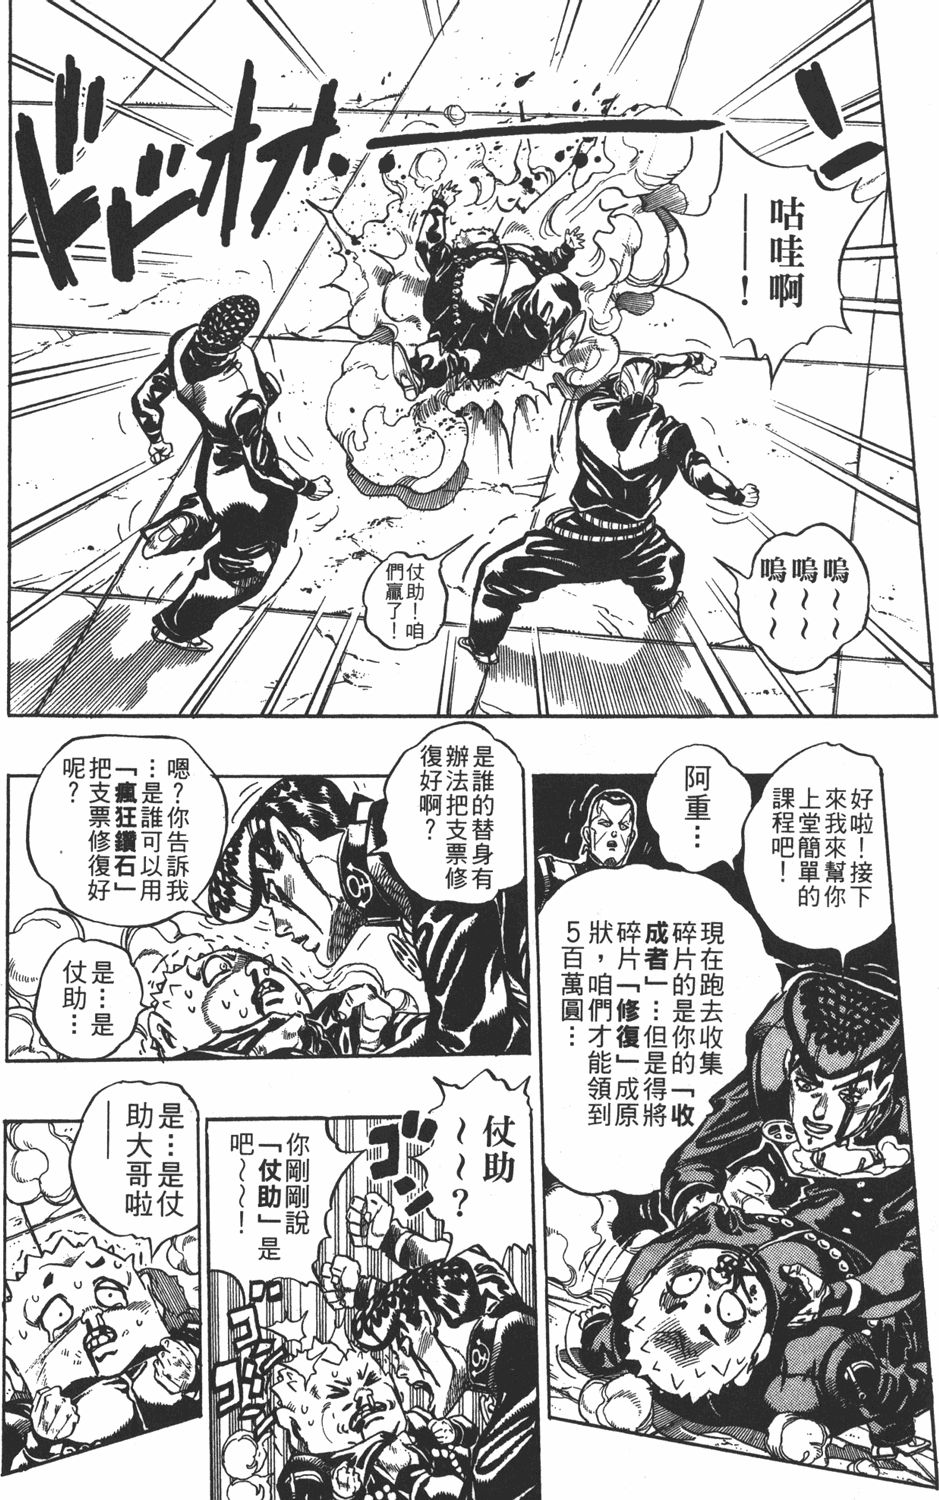 ドドオオ
咕哇啊
——！
嗚～～
嗚～～
嗚～～
仗助！咱
們贏了！
好啦！接下
來我來幫你
上堂簡單的
課程吧！
阿重…
現在跑去收集
碎片的是你的「收
成者」…但是得將
碎片「修復」成原
狀，咱們才能領到
5百萬圓…
是誰的替身有
辦法把支票修
復好啊？
嗯？你告訴我
…是誰可以用
「瘋狂鑽石」
把支票修復好
呢？
是…是
仗助…
仗助
～～？
ゴン
你剛剛說
「仗助」是
吧～～！
ゴン
ゴン
是…是仗
助大哥啦
——